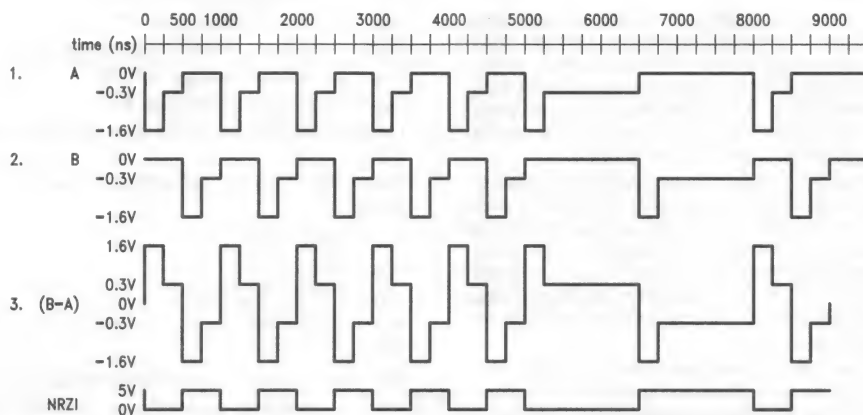 0 500 1000 2000 3000 4000 5000 6000 7000 8000 9000
time (ns)
1. A 0V
−0.3V
−1.6V
2. B 0V
−0.3V
−1.6V
1.6V
0.3V
3. (B−A) 0V
−0.3V
−1.6V
5V
NRZI 0V